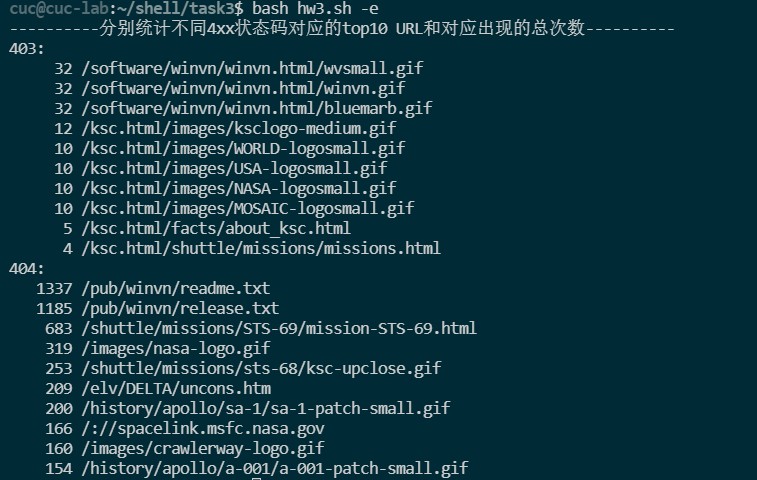 cuc@cuc-lab:~/shell/task3$ bash hw3.sh -e
----------分别统计不同4xx状态码对应的top10 URL和对应出现的总次数----------
403:
     32 /software/winvn/winvn.html/wvsmall.gif
     32 /software/winvn/winvn.html/winvn.gif
     32 /software/winvn/winvn.html/bluemarb.gif
     12 /ksc.html/images/ksclogo-medium.gif
     10 /ksc.html/images/WORLD-logosmall.gif
     10 /ksc.html/images/USA-logosmall.gif
     10 /ksc.html/images/NASA-logosmall.gif
     10 /ksc.html/images/MOSAIC-logosmall.gif
      5 /ksc.html/facts/about_ksc.html
      4 /ksc.html/shuttle/missions/missions.html
404:
   1337 /pub/winvn/readme.txt
   1185 /pub/winvn/release.txt
    683 /shuttle/missions/STS-69/mission-STS-69.html
    319 /images/nasa-logo.gif
    253 /shuttle/missions/sts-68/ksc-upclose.gif
    209 /elv/DELTA/uncons.htm
    200 /history/apollo/sa-1/sa-1-patch-small.gif
    166 /://spacelink.msfc.nasa.gov
    160 /images/crawlerway-logo.gif
    154 /history/apollo/a-001/a-001-patch-small.gif